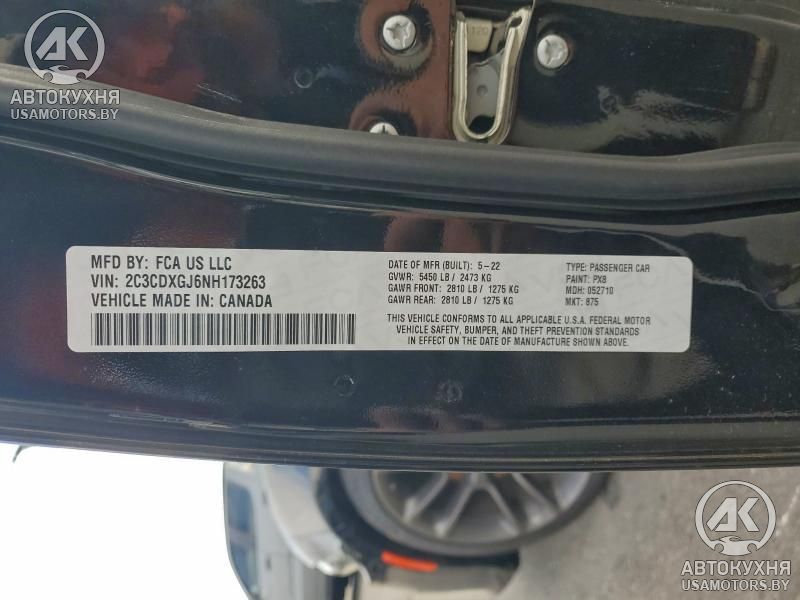 AK
АВТОКУХНЯ
USAMOTORS.BY
MFD BY: FCA US LLC
VIN: 2C3CDXGJ6NH173263
VEHICLE MADE IN: CANADA
DATE OF MFR (BUILT): 5-22
GVWR: 5450 LB / 2473 KG
GAWR FRONT: 2810 LB / 1275 KG
GAWR REAR: 2810 LB / 1275 KG
TYPE: PASSENGER CAR
PAINT: PX8
MDH: 052710
MKT: 875
THIS VEHICLE CONFORMS TO ALL APPLICABLE U.S.A. FEDERAL MOTOR
VEHICLE SAFETY, BUMPER, AND THEFT PREVENTION STANDARDS
IN EFFECT ON THE DATE OF MANUFACTURE SHOWN ABOVE.
AK
АВТОКУХНЯ
USAMOTORS.BY